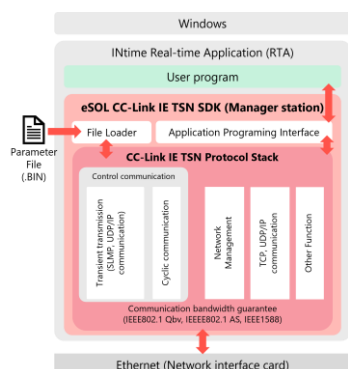 Windows
INtime Real-time Application (RTA)
User program
eSOL CC-Link IE TSN SDK (Manager station)
File Loader
Application Programing Interface
Parameter
File
(.BIN)
CC-Link IE TSN Protocol Stack
Control communication
Transient transmission
(SLMP, UDP/IP
communication)
Cyclic communication
Network
Management
TCP, UDP/IP
communication
Other Function
Communication bandwidth guarantee
(IEEE802.1 Qbv, IEEEE802.1 AS, IEEE1588)
Ethernet (Network interface card)